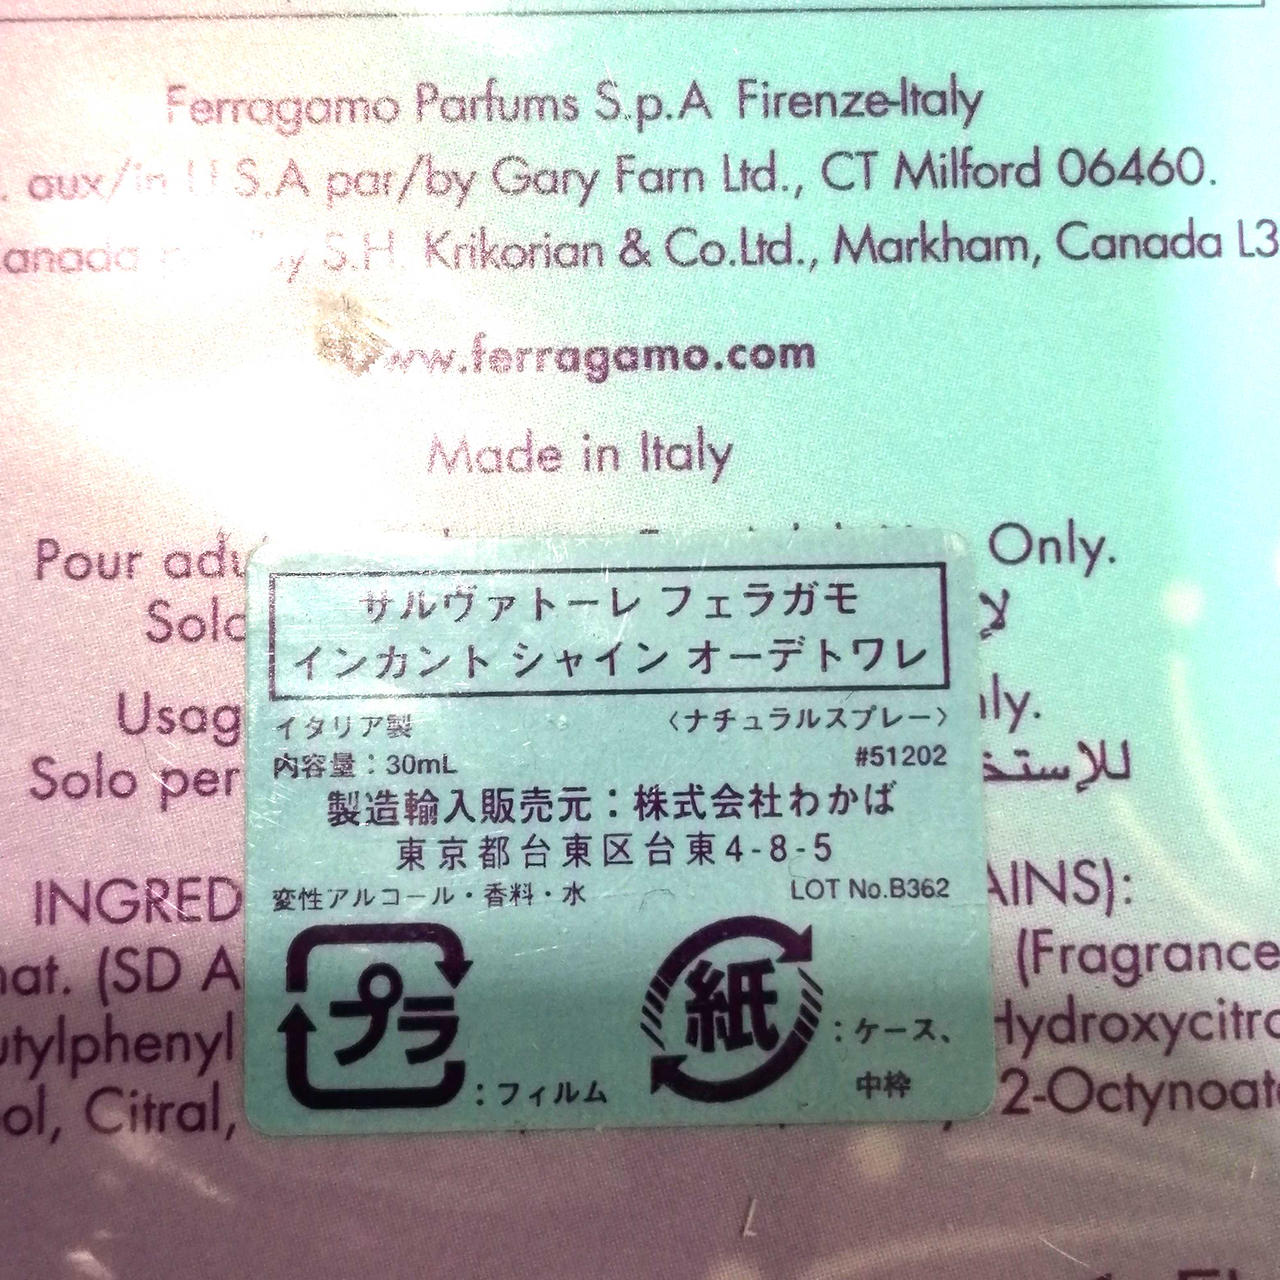 Ferragamo Parfums S.p.A Firenze-Italy
aux/in U.S.A par/by Gary Farn Ltd., CT Milford 06460.
anada by S.H. Krikorian & Co.Ltd., Markham, Canada L3
www.ferragamo.com
Made in Italy
Pour adu Only.
Solo لإ
サルヴァトーレ フェラガモ
インカント シャイン オーデトワレ
Usag nly.
イタリア製 〈ナチュラルスプレー〉
Solo per للإستخ
内容量：30mL #51202
製造輸入販売元：株式会社わかば
東京都台東区台東4-8-5
INGRED AINS):
変性アルコール・香料・水 LOT No.B362
nat. (SD A (Fragrance
プラ
紙
utylphenyl Hydroxycitro
：ケース、
ol, Citral, 2-Octynoat
：フィルム 中枠